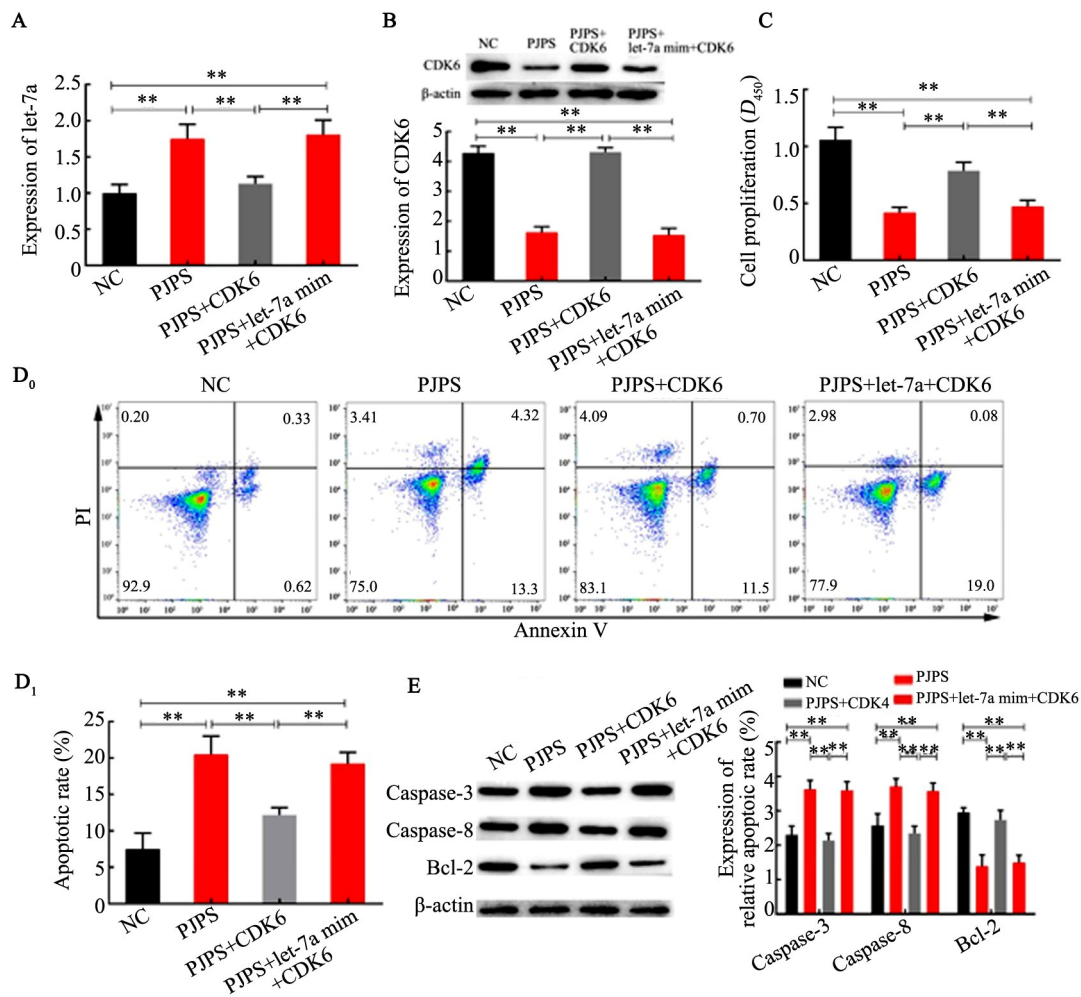 A
Expression of let-7a
2.5
2.0
1.5
1.0
0.5
0
**
** ** **
NC
PJPS
PJPS+CDK6
PJPS+let-7a mim
+CDK6
B
NC
PJPS
PJPS+
CDK6
PJPS+
let-7a mim+CDK6
CDK6
β-actin
Expression of CDK6
5
4
3
2
1
0
**
** ** **
NC
PJPS
PJPS+CDK6
PJPS+let-7a mim
+CDK6
C
Cell propliferation (D450)
1.5
1.0
0.5
0
**
** ** **
NC
PJPS
PJPS+CDK6
PJPS+let-7a mim
+CDK6
D0
NC
PJPS
PJPS+CDK6
PJPS+let-7a+CDK6
PI
0.20 0.33
92.9 0.62
3.41 4.32
75.0 13.3
4.09 0.70
83.1 11.5
2.98 0.08
77.9 19.0
Annexin V
D1
Apoptotic rate (%)
25
20
15
10
5
0
**
** ** **
NC
PJPS
PJPS+CDK6
PJPS+let-7a mim
+CDK6
E
NC
PJPS
PJPS+CDK6
PJPS+let-7a mim
+CDK6
Caspase-3
Caspase-8
Bcl-2
β-actin
NC
PJPS
PJPS+CDK4
PJPS+let-7a mim+CDK6
Expression of
relative apoptoic rate (%)
5
4
3
2
1
0
** ** **
** ** **
** ** ** ** ** **
Caspase-3
Caspase-8
Bcl-2